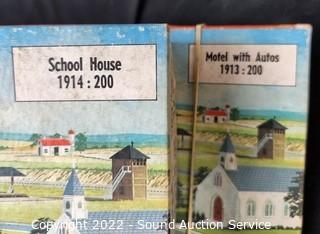 School House
1914 : 200
Motel with Autos
1913 : 200
Copyright © 2022 - Sound Auction Service